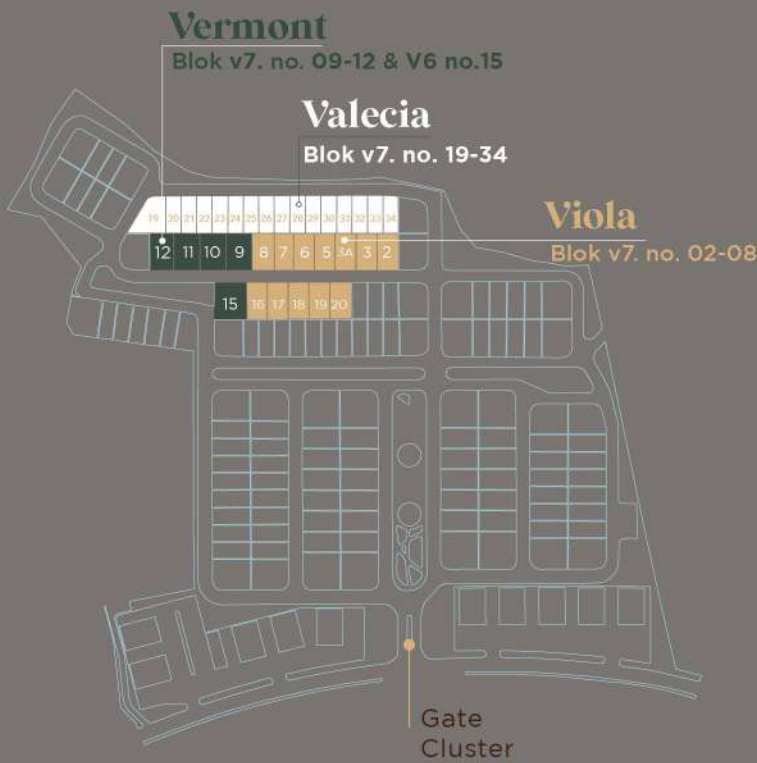 Vermont
Blok v7. no. 09-12 & V6 no.15
Valecia
Blok v7. no. 19-34
Viola
Blok v7. no. 02-08
19 20 21 22 23 24 25 26 27 28 29 30 31 32 33 34
12 11 10 9 8 7 6 5 3A 3 2
15 16 17 18 19 20
Gate
Cluster